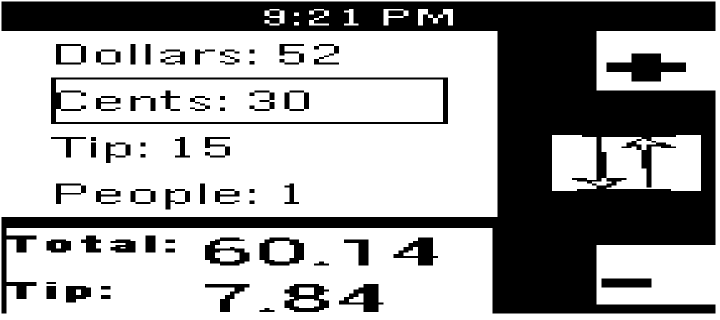 9:21 PM
Dollars: 52
Cents: 30
Tip: 15
People: 1
Total: 60.14
Tip: 7.84